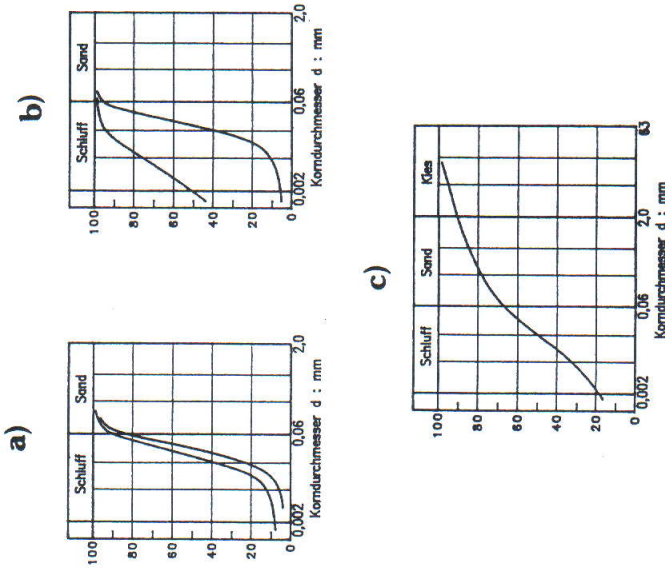 a)
Schluff Sand
100
80
60
40
20
0
0,002 0,06 2,0
Korndurchmesser d : mm
b)
Schluff Sand
100
80
60
40
20
0
0,002 0,06 2,0
Korndurchmesser d : mm
c)
Schluff Sand Kies
100
80
60
40
20
0
0,002 0,06 2,0 63
Korndurchmesser d : mm